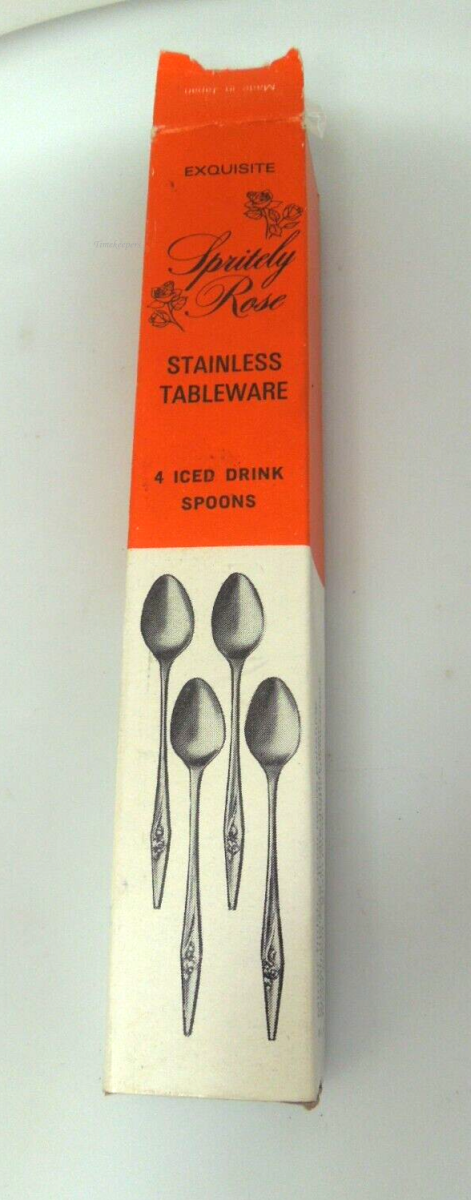 Made in Japan
EXQUISITE
Spritely
Rose
STAINLESS
TABLEWARE
4 ICED DRINK
SPOONS